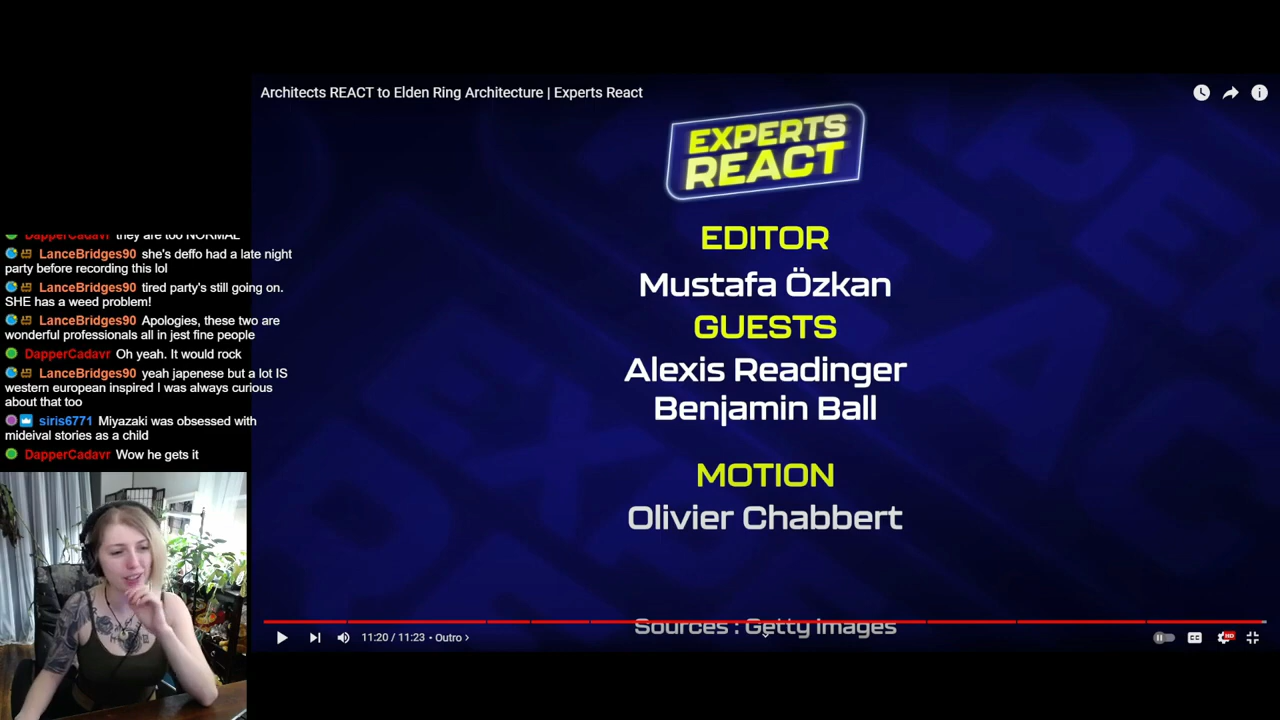 Architects REACT to Elden Ring Architecture | Experts React
EXPERTS
REACT
EDITOR
Mustafa Özkan
GUESTS
Alexis Readinger
Benjamin Ball
MOTION
Olivier Chabbert
Sources : Getty Images
11:20 / 11:23 • Outro ›
CC
HD
DapperCadavr they are too NORMAL
LanceBridges90 she's deffo had a late night
party before recording this lol
LanceBridges90 tired party's still going on.
SHE has a weed problem!
LanceBridges90 Apologies, these two are
wonderful professionals all in jest fine people
DapperCadavr Oh yeah. It would rock
LanceBridges90 yeah japenese but a lot IS
western european inspired I was always curious
about that too
siris6771 Miyazaki was obsessed with
mideival stories as a child
DapperCadavr Wow he gets it